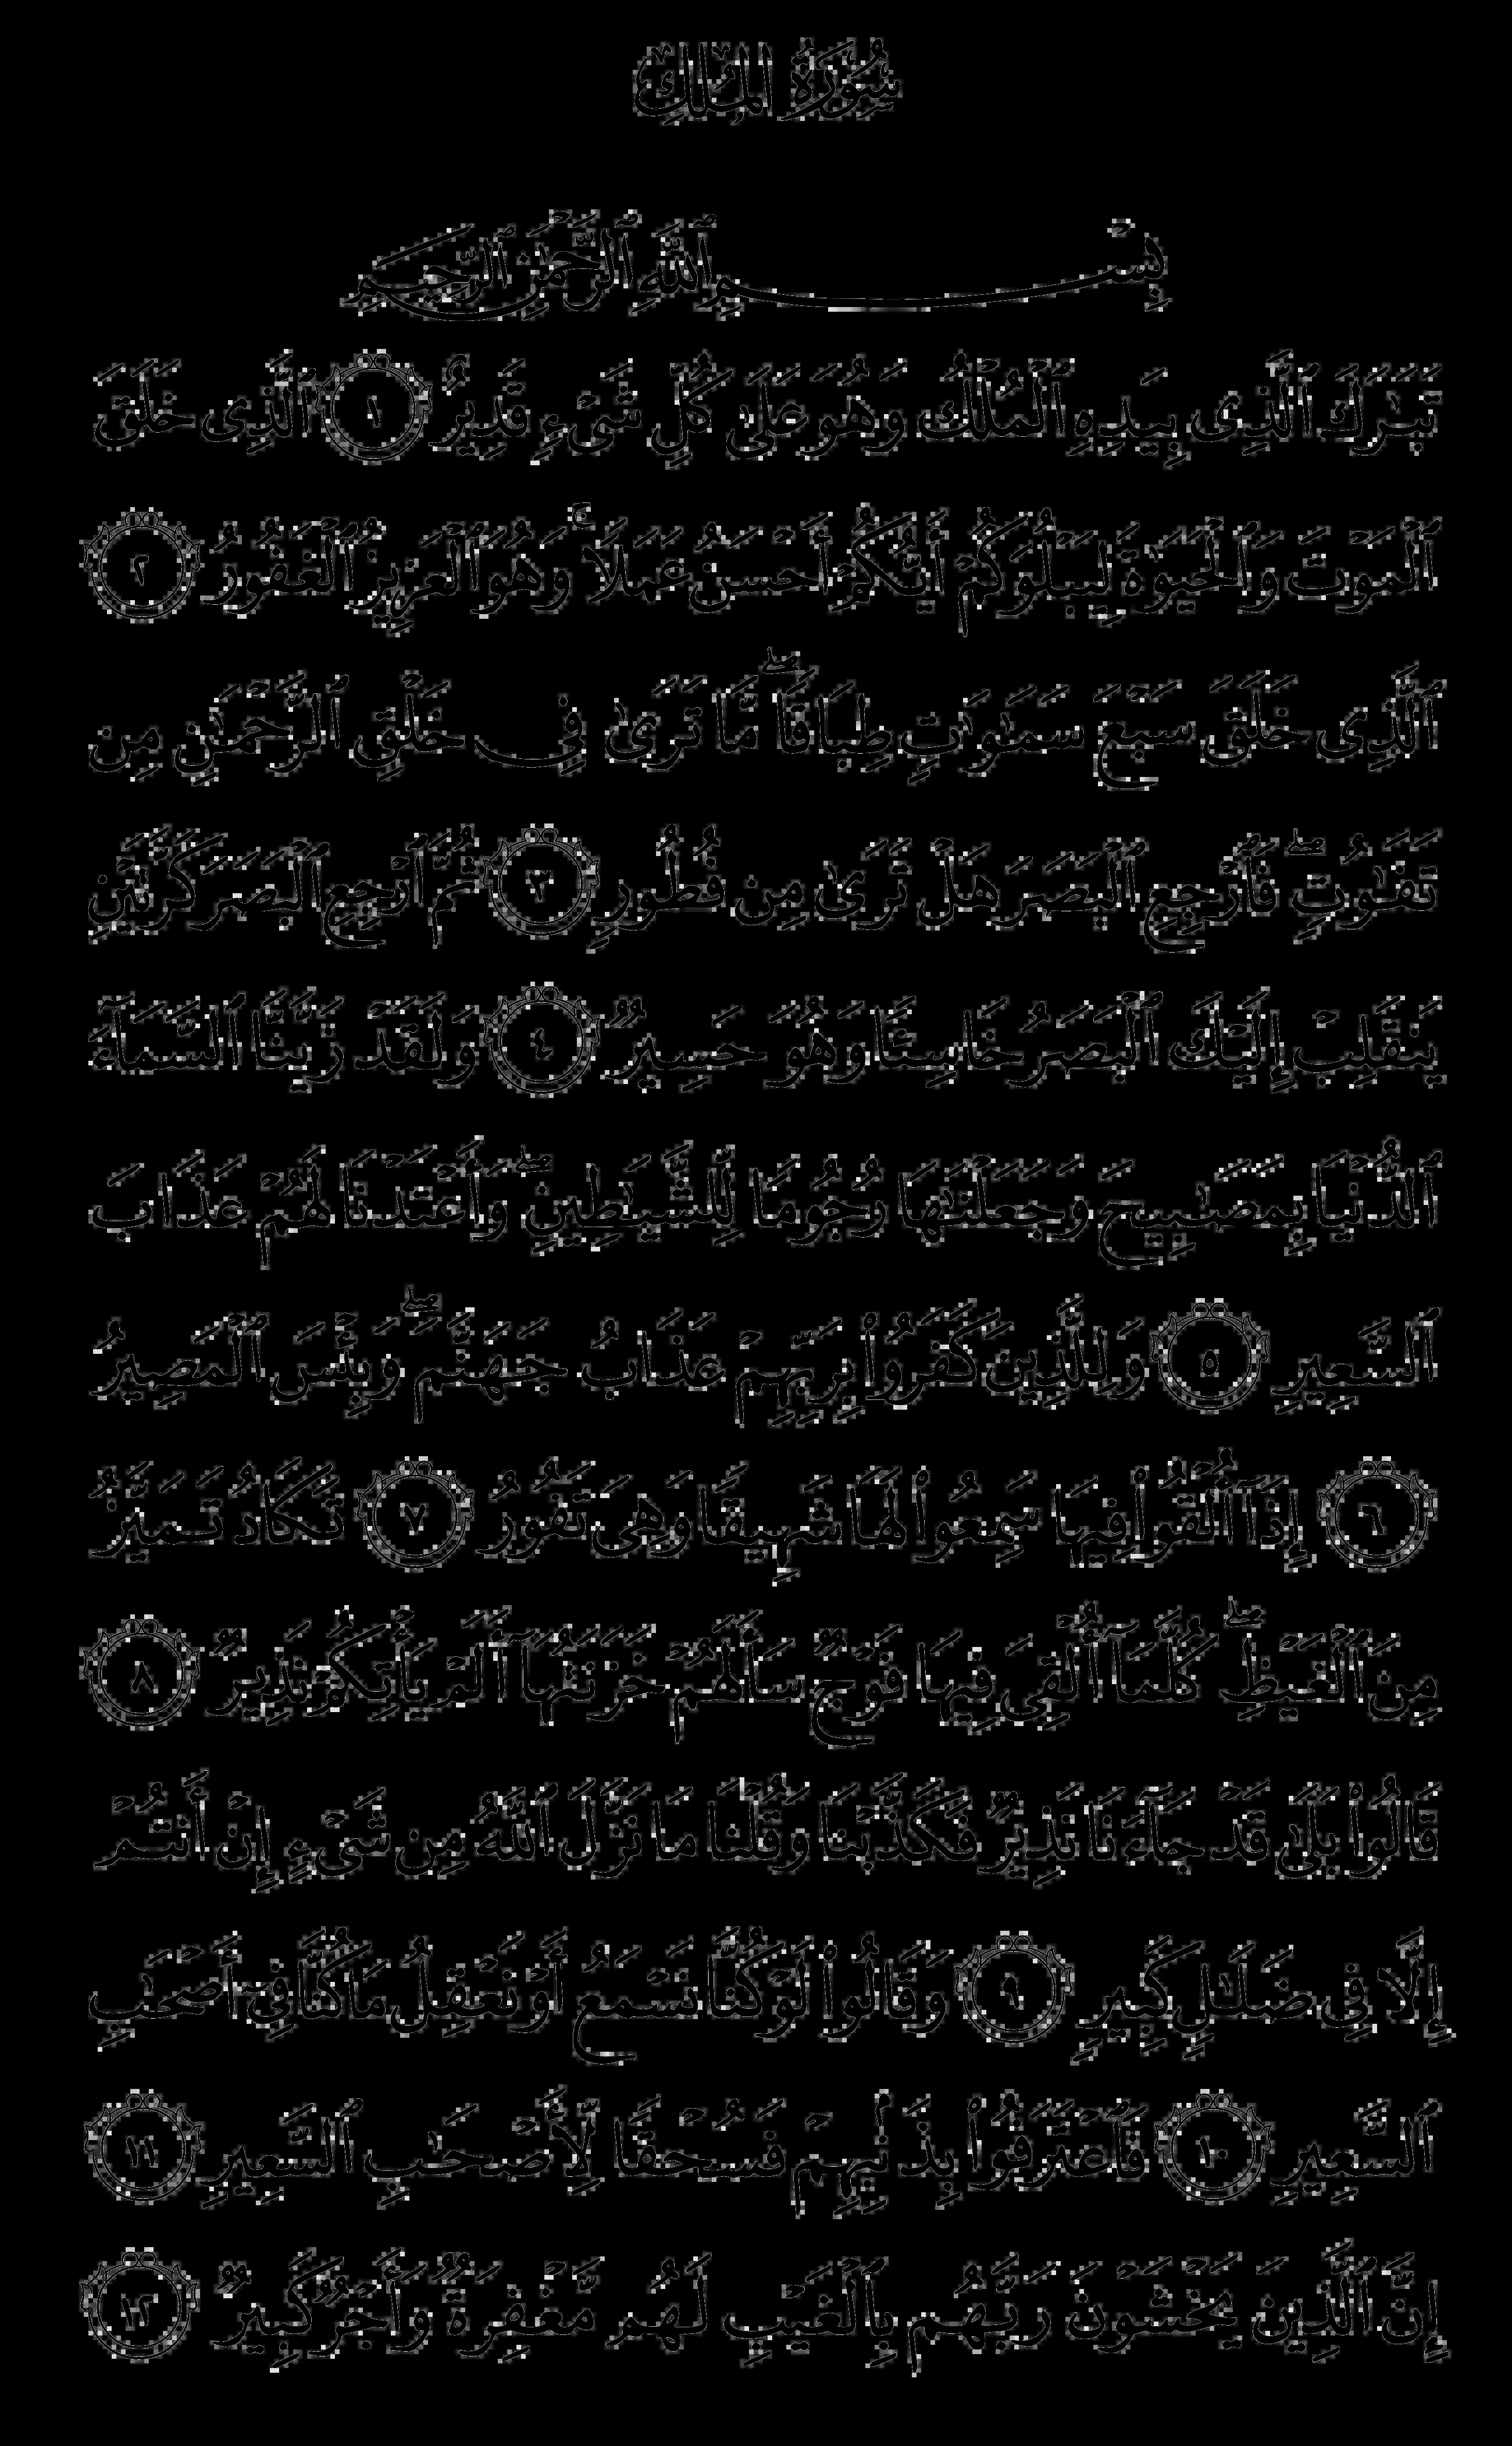 سُورَةُ المُلْكِ
بِسْمِ ٱللَّهِ ٱلرَّحْمَٰنِ ٱلرَّحِيمِ
تَبَٰرَكَ ٱلَّذِى بِيَدِهِ ٱلْمُلْكُ وَهُوَ عَلَىٰ كُلِّ شَىْءٍ قَدِيرٌ ١ ٱلَّذِى خَلَقَ
ٱلْمَوْتَ وَٱلْحَيَوٰةَ لِيَبْلُوَكُمْ أَيُّكُمْ أَحْسَنُ عَمَلًا ۚ وَهُوَ ٱلْعَزِيزُ ٱلْغَفُورُ ٢
ٱلَّذِى خَلَقَ سَبْعَ سَمَٰوَٰتٍ طِبَاقًا ۖ مَّا تَرَىٰ فِى خَلْقِ ٱلرَّحْمَٰنِ مِن
تَفَٰوُتٍ ۖ فَٱرْجِعِ ٱلْبَصَرَ هَلْ تَرَىٰ مِن فُطُورٍ ٣ ثُمَّ ٱرْجِعِ ٱلْبَصَرَ كَرَّتَيْنِ
يَنقَلِبْ إِلَيْكَ ٱلْبَصَرُ خَاسِئًا وَهُوَ حَسِيرٌ ٤ وَلَقَدْ زَيَّنَّا ٱلسَّمَآءَ
ٱلدُّنْيَا بِمَصَٰبِيحَ وَجَعَلْنَٰهَا رُجُومًا لِّلشَّيَٰطِينِ ۖ وَأَعْتَدْنَا لَهُمْ عَذَابَ
ٱلسَّعِيرِ ٥ وَلِلَّذِينَ كَفَرُوا۟ بِرَبِّهِمْ عَذَابُ جَهَنَّمَ ۖ وَبِئْسَ ٱلْمَصِيرُ
٦ إِذَآ أُلْقُوا۟ فِيهَا سَمِعُوا۟ لَهَا شَهِيقًا وَهِىَ تَفُورُ ٧ تَكَادُ تَمَيَّزُ
مِنَ ٱلْغَيْظِ ۖ كُلَّمَآ أُلْقِىَ فِيهَا فَوْجٌ سَأَلَهُمْ خَزَنَتُهَآ أَلَمْ يَأْتِكُمْ نَذِيرٌ ٨
قَالُوا۟ بَلَىٰ قَدْ جَآءَنَا نَذِيرٌ فَكَذَّبْنَا وَقُلْنَا مَا نَزَّلَ ٱللَّهُ مِن شَىْءٍ إِنْ أَنتُمْ
إِلَّا فِى ضَلَٰلٍ كَبِيرٍ ٩ وَقَالُوا۟ لَوْ كُنَّا نَسْمَعُ أَوْ نَعْقِلُ مَا كُنَّا فِىٓ أَصْحَٰبِ
ٱلسَّعِيرِ ١٠ فَٱعْتَرَفُوا۟ بِذَنۢبِهِمْ فَسُحْقًا لِّأَصْحَٰبِ ٱلسَّعِيرِ ١١
إِنَّ ٱلَّذِينَ يَخْشَوْنَ رَبَّهُم بِٱلْغَيْبِ لَهُم مَّغْفِرَةٌ وَأَجْرٌ كَبِيرٌ ١٢